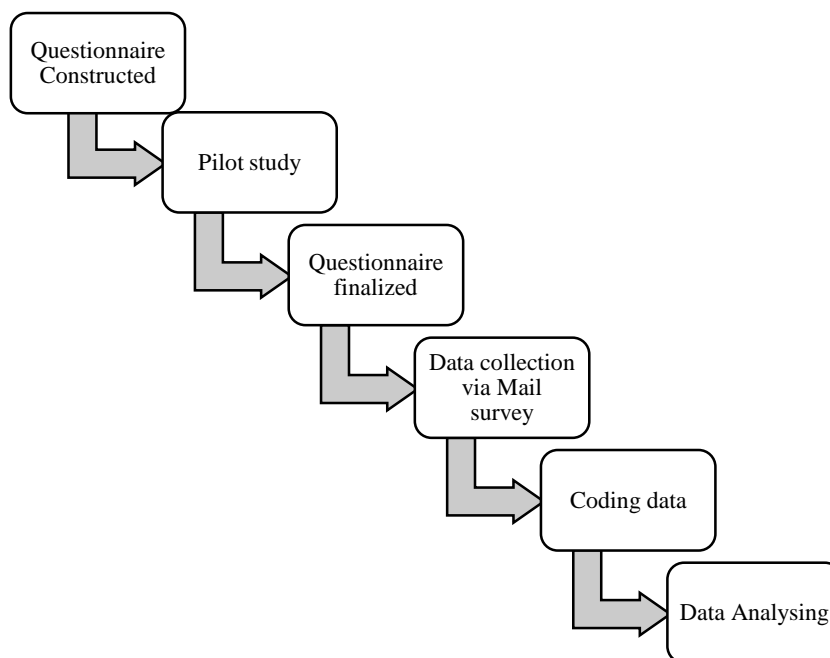 Questionnaire
Constructed
Pilot study
Questionnaire
finalized
Data collection
via Mail
survey
Coding data
Data Analysing